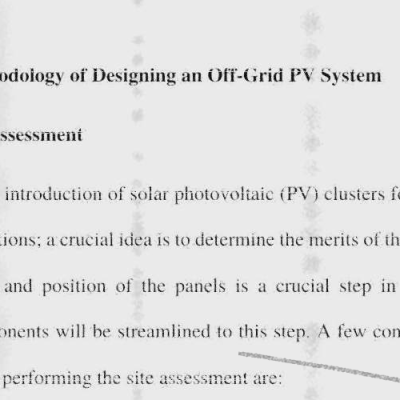 odology of Designing an Off-Grid PV System
ssessment
introduction of solar photovoltaic (PV) clusters f
tions; a crucial idea is to determine the merits of th
and position of the panels is a crucial step in
onents will be streamlined to this step. A few con
performing the site assessment are: